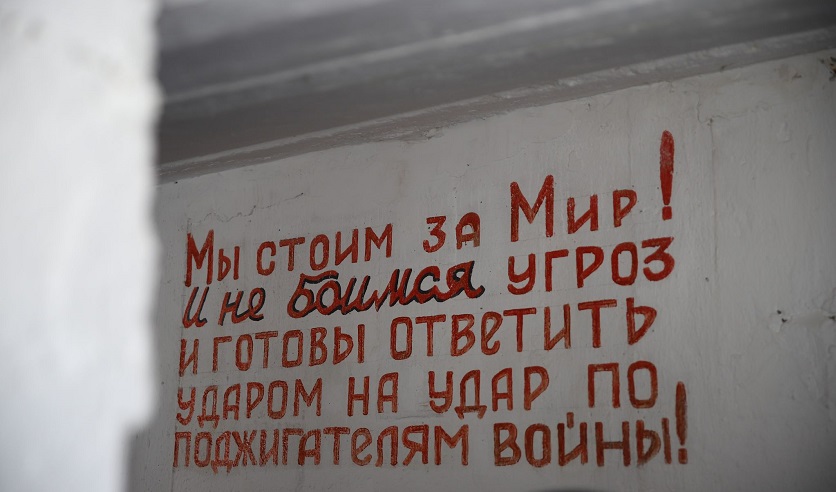 Мы стоим за Мир!
И не боимся угроз
и готовы ответить
ударом на удар по
поджигателям войны!